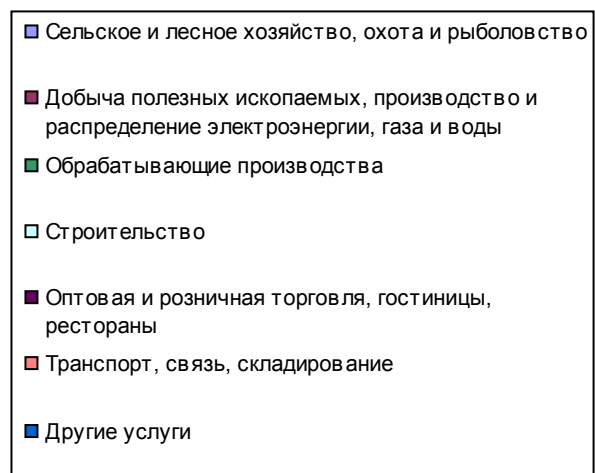 Сельское и лесное хозяйство, охота и рыболовство
Добыча полезных ископаемых, производство и
распределение электроэнергии, газа и воды
Обрабатывающие производства
Строительство
Оптовая и розничная торговля, гостиницы,
рестораны
Транспорт, связь, складирование
Другие услуги